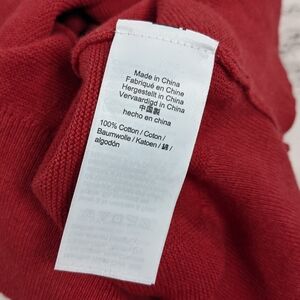 Made in China
Fabriqué en Chine
Hergestellt in China
Vervaardigd in China
中国製
hecho en china
100% Cotton / Coton /
Baumwolle / Katoen / 綿 /
algodón